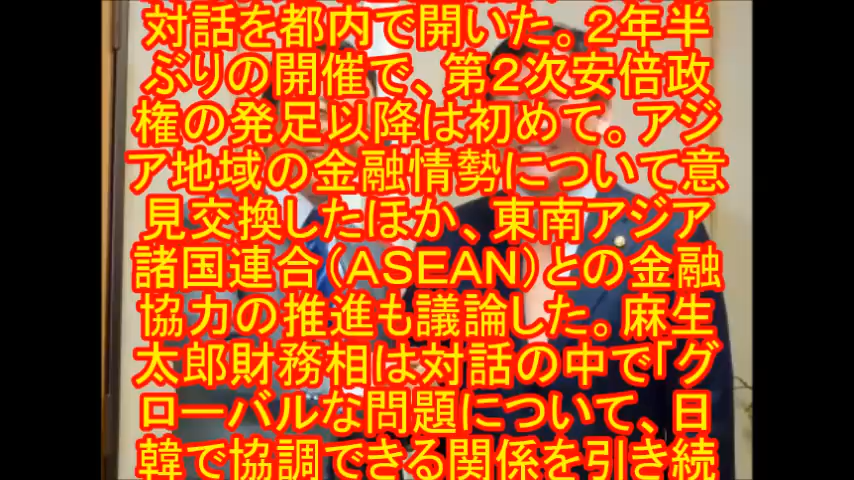 対話を都内で開いた。2年半
ぶりの開催で、第2次安倍政
権の発足以降は初めて。アジ
ア地域の金融情勢について意
見交換したほか、東南アジア
諸国連合(ASEAN)との金融
協力の推進も議論した。麻生
太郎財務相は対話の中で「グ
ローバルな問題について、日
韓で協調できる関係を引き続